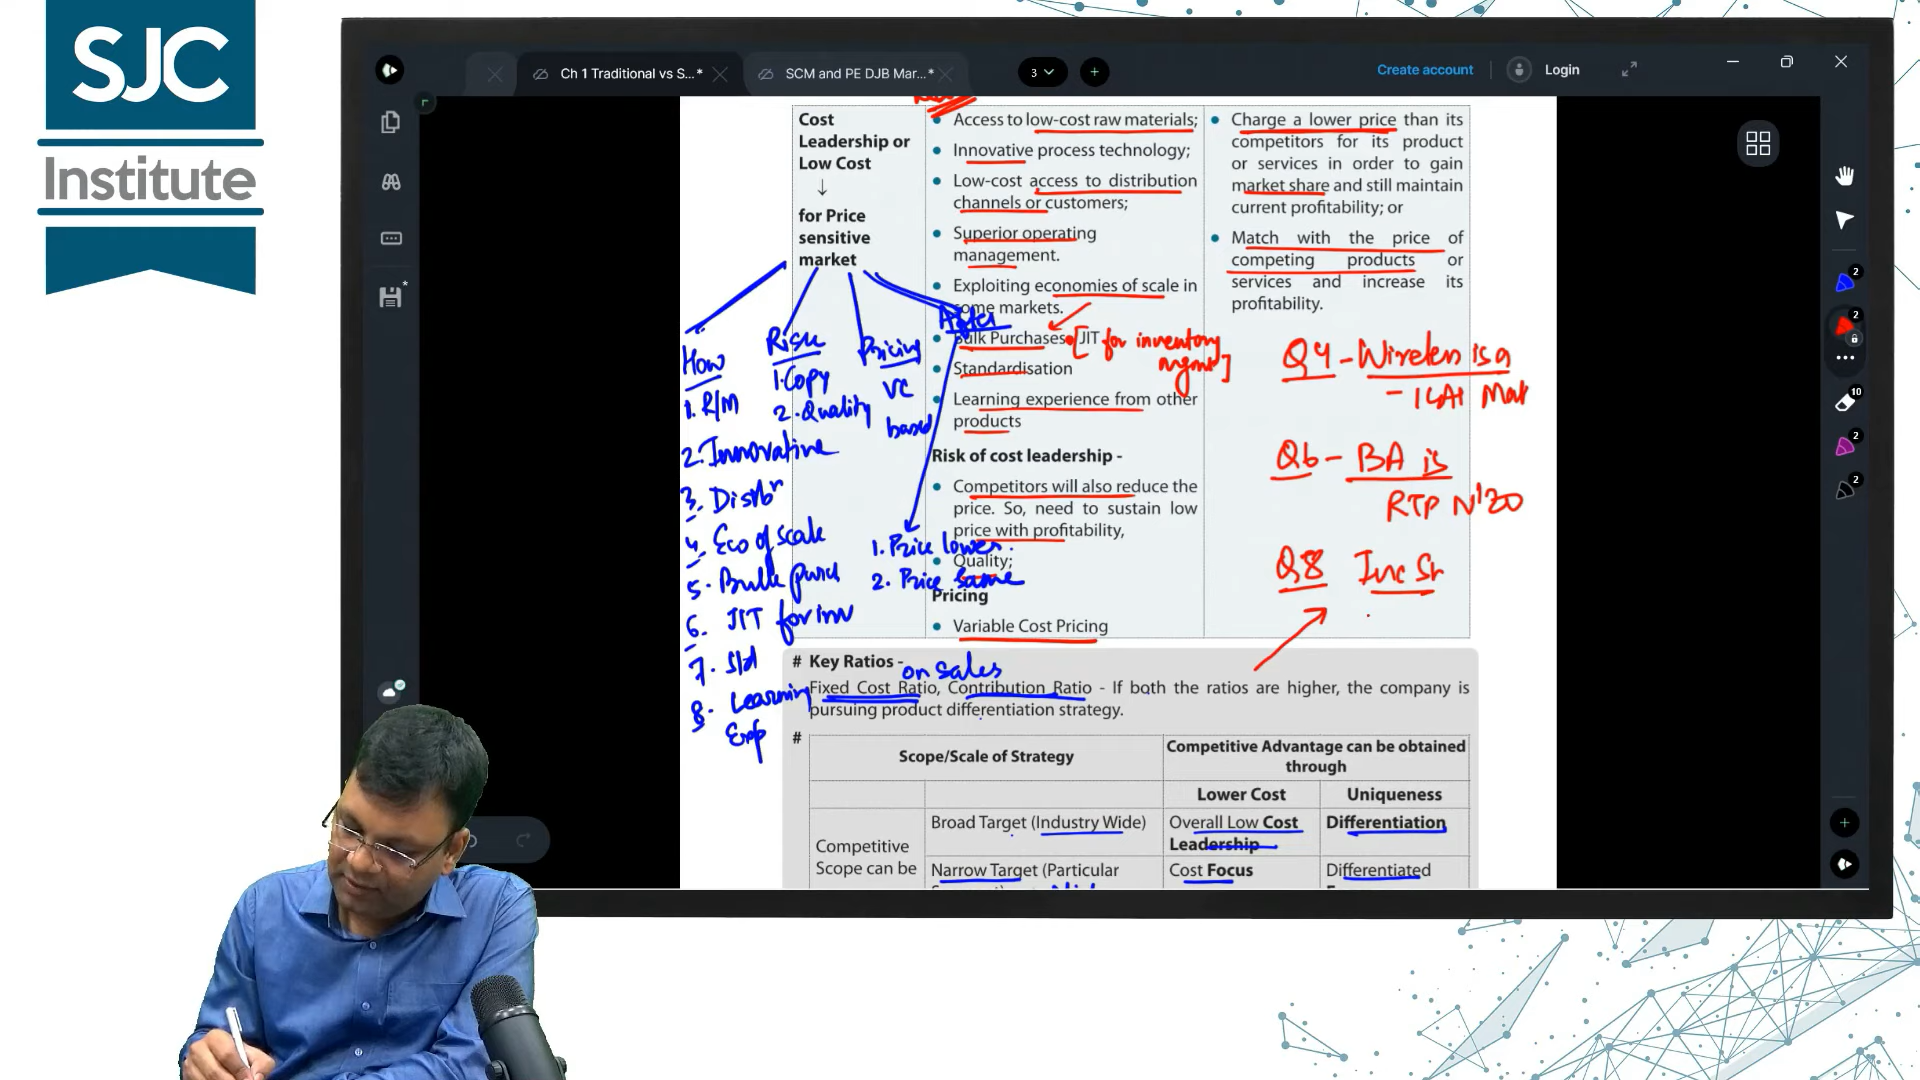 SJC
Institute
Ch 1 Traditional vs S...*
SCM and PE DJB Mar...*
3
Create account
Login
Cost
Leadership or
Low Cost
↓
for Price
sensitive
market
Access to low-cost raw materials;
Innovative process technology;
Low-cost access to distribution
channels or customers;
Superior operating
management.
Exploiting economies of scale in
some markets.
Bulk Purchases JIT
Standardisation
Learning experience from other
products
Risk of cost leadership -
Competitors will also reduce the
price. So, need to sustain low
price with profitability,
Quality;
Pricing
Variable Cost Pricing
Charge a lower price than its
competitors for its product
or services in order to gain
market share and still maintain
current profitability; or
Match with the price of
competing products or
services and increase its
profitability.
[for inventory
mgmt]
Q4 - Wireless is a
- ICAI Mat
Q6 - BA is
RTP N'20
Q8 Inc St
How
1. R/M
2. Innovative
3. Distbn
4. Eco of scale
5. Bulk purch
6. JIT for inv
7. S/d
8. Learning
Exp
Risk
1. Copy
2. Quality
Pricing
VC
based
After
1. Price lower.
2. Price same
# Key Ratios - on sales
Fixed Cost Ratio, Contribution Ratio - If both the ratios are higher, the company is
pursuing product differentiation strategy.
#
Scope/Scale of Strategy
Competitive Advantage can be obtained
through
Lower Cost
Uniqueness
Competitive
Scope can be
Broad Target (Industry Wide)
Overall Low Cost
Leadership
Differentiation
Narrow Target (Particular
Cost Focus
Differentiated
2
2
10
2
2